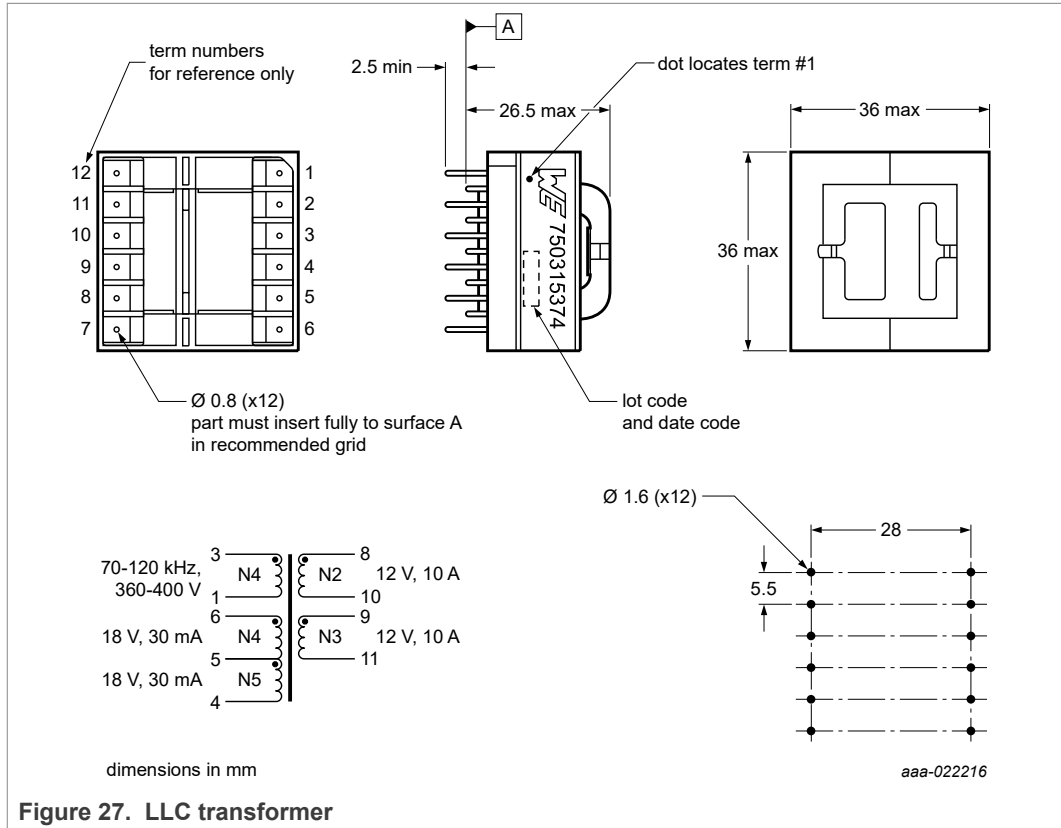 A
term numbers
for reference only
2.5 min
dot locates term #1
26.5 max
36 max
12
11
10
9
8
7
1
2
3
4
5
6
WE 750315374
36 max
Ø 0.8 (x12)
part must insert fully to surface A
in recommended grid
lot code
and date code
Ø 1.6 (x12)
28
5.5
70-120 kHz,
360-400 V
3
N4
1
8
N2
10
12 V, 10 A
6
18 V, 30 mA
N4
5
9
N3
11
12 V, 10 A
18 V, 30 mA
N5
4
dimensions in mm
aaa-022216
Figure 27. LLC transformer